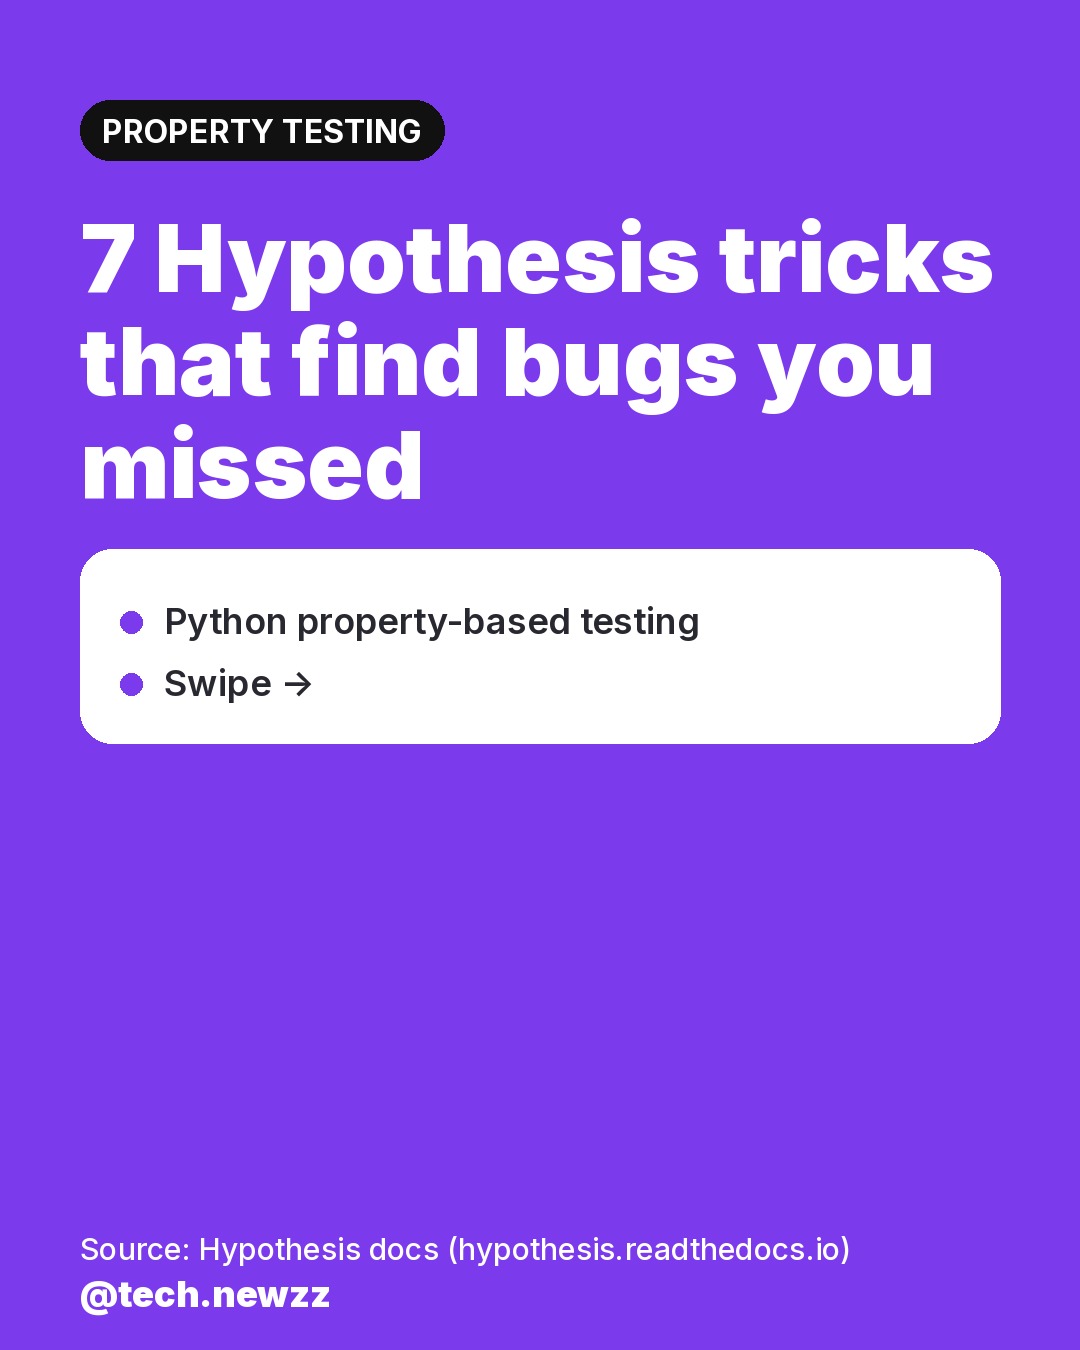 PROPERTY TESTING
7 Hypothesis tricks
that find bugs you
missed
Python property-based testing
Swipe →
Source: Hypothesis docs (hypothesis.readthedocs.io)
@tech.newzz